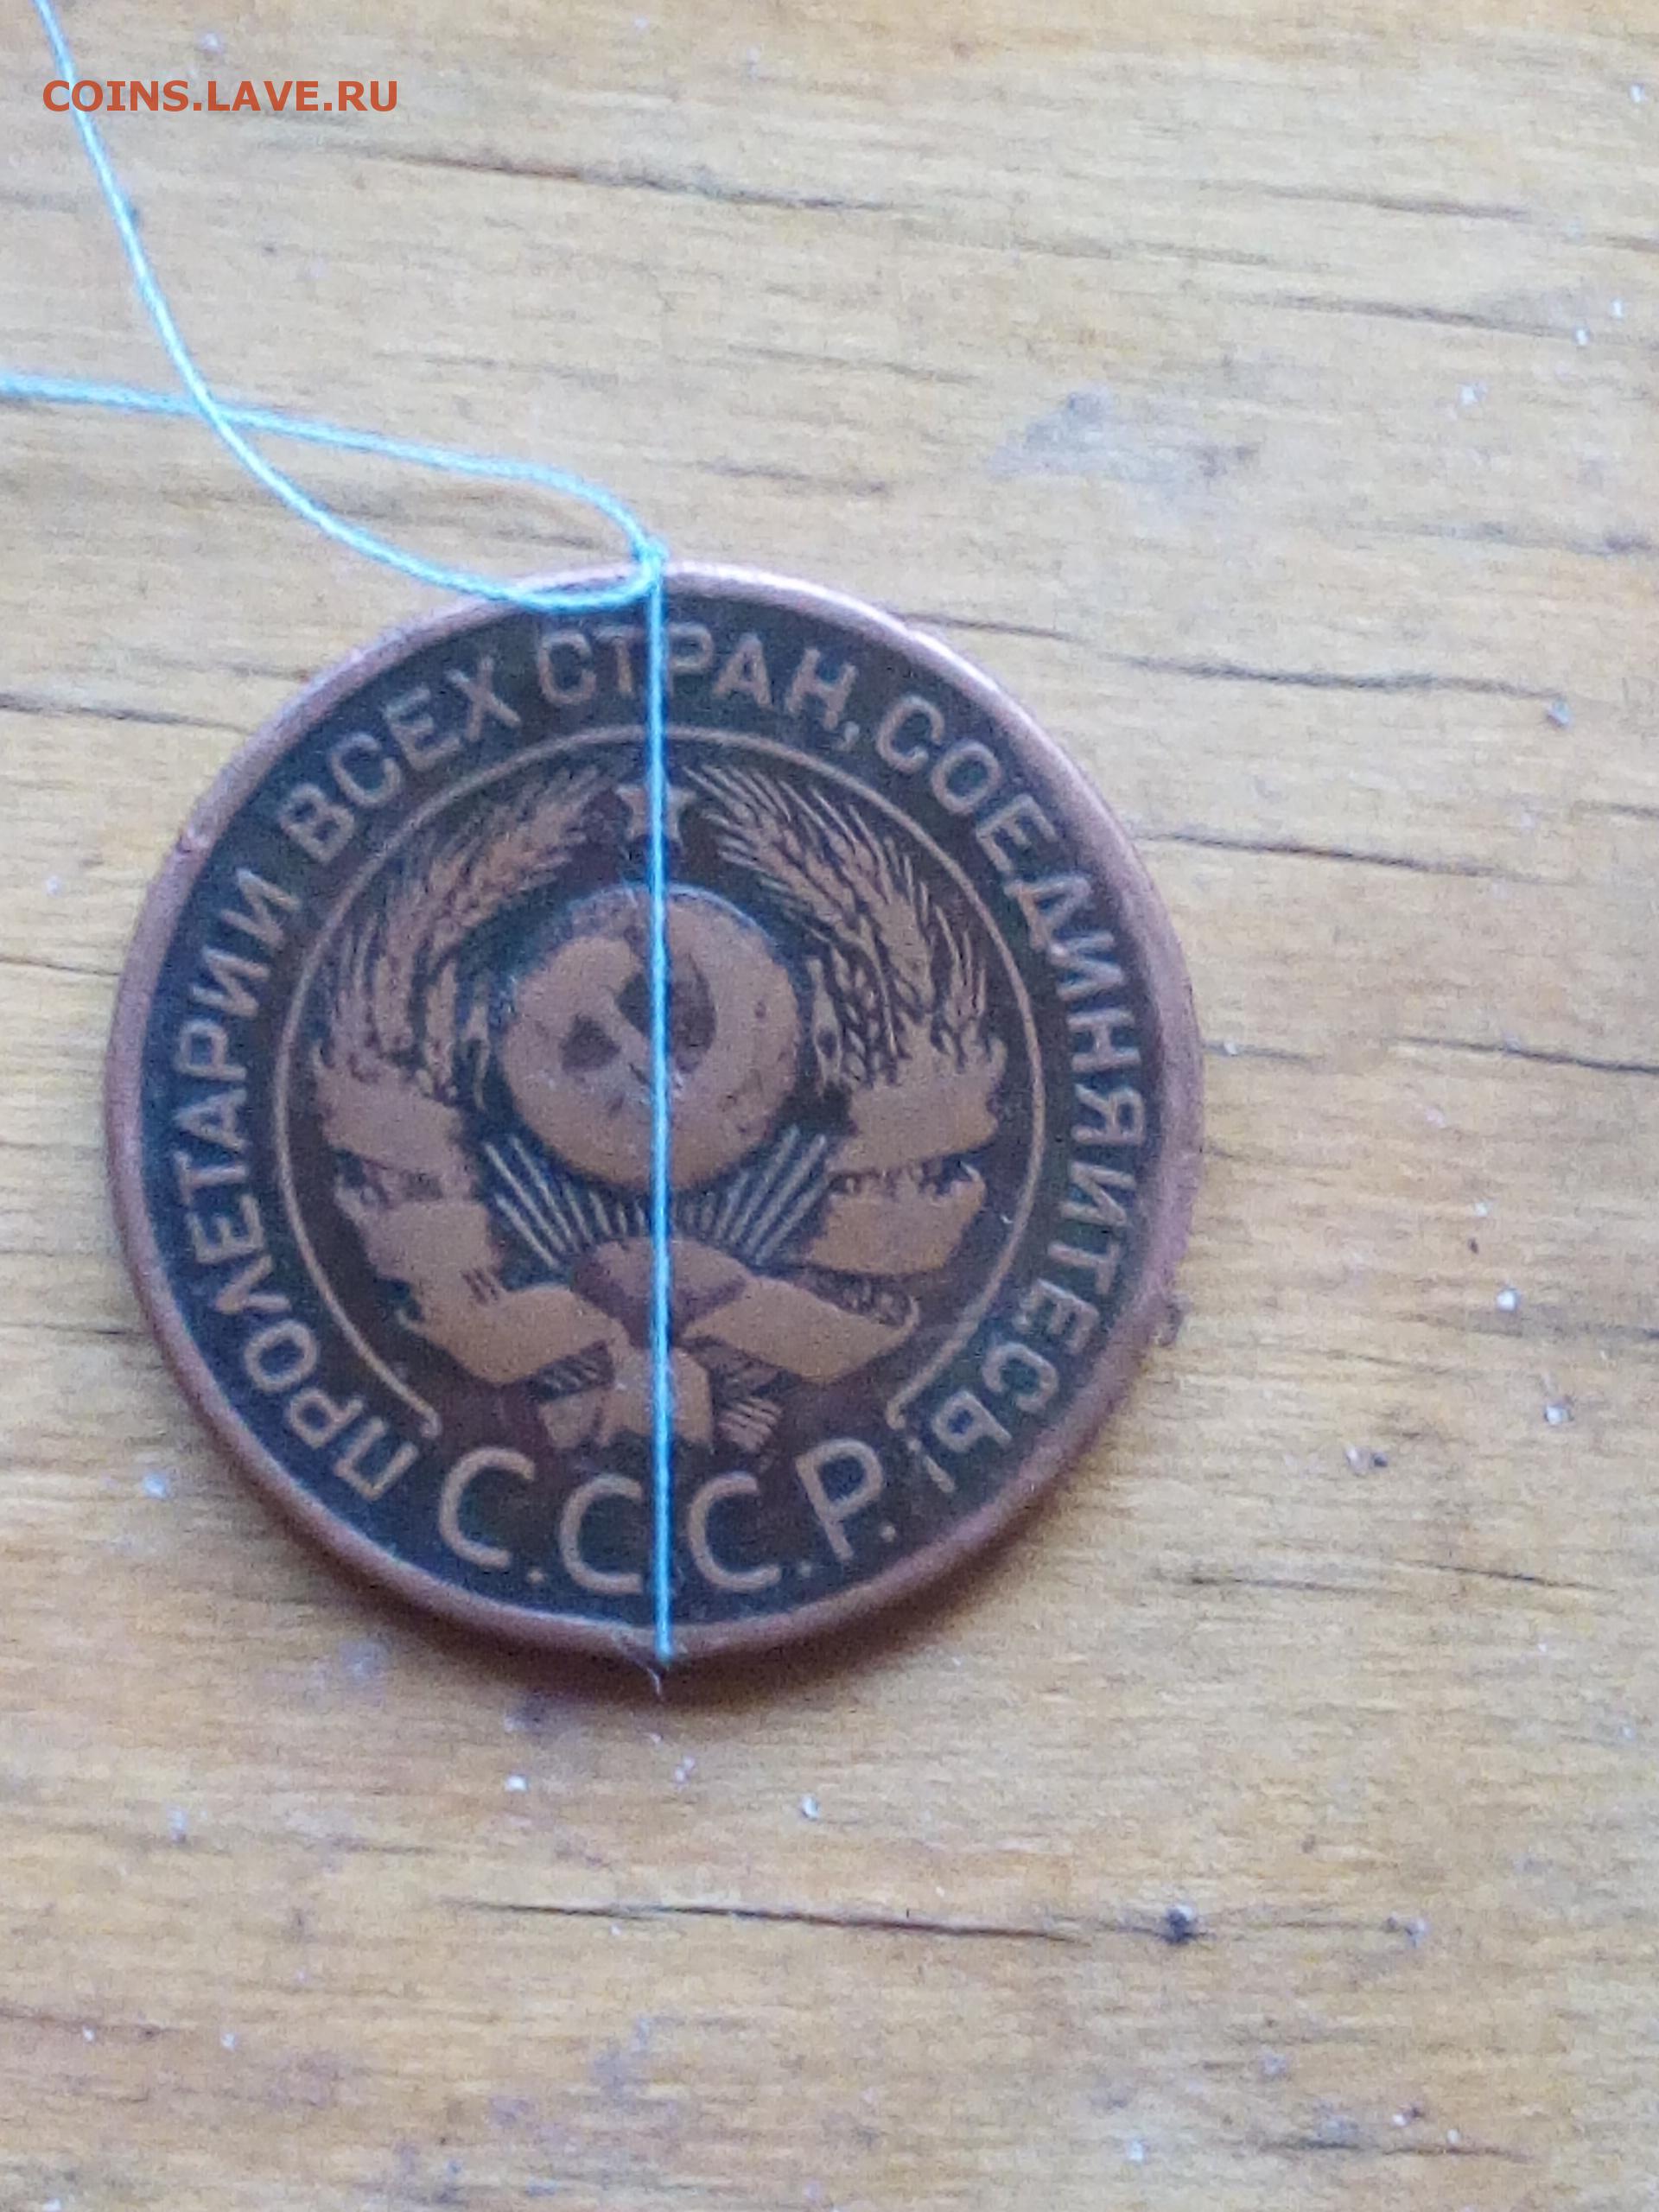 COINS.LAVE.RU
ПРОЛЕТАРИИ ВСЕХ СТРАН, СОЕДИНЯЙТЕСЬ!
С.С.С.Р.